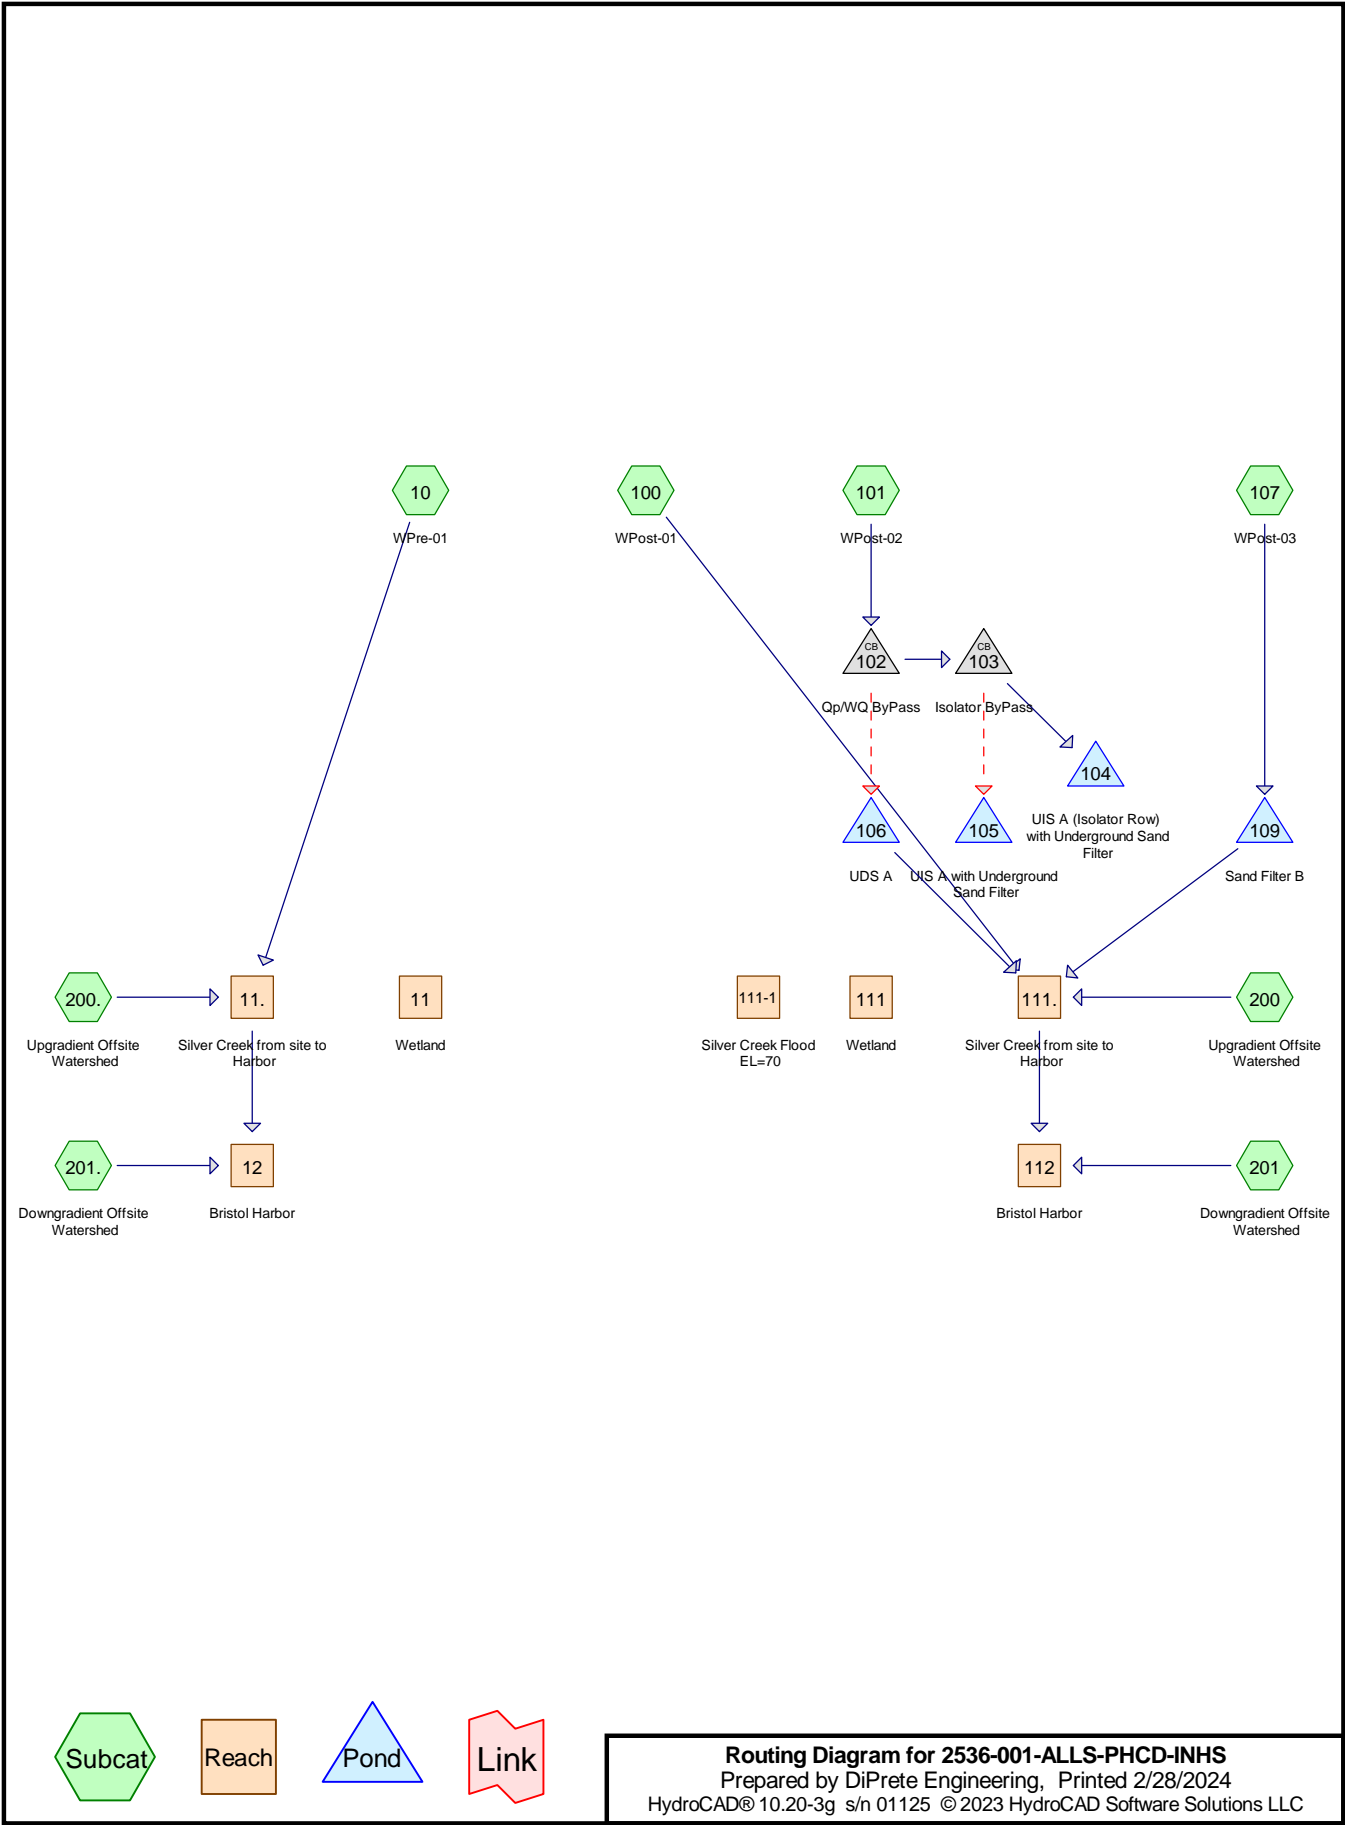 10
WPre-01
100
WPost-01
101
WPost-02
107
WPost-03
CB
102
Qp/WQ ByPass
CB
103
Isolator ByPass
104
UIS A (Isolator Row)
with Underground Sand
Filter
106
UDS A
105
UIS A with Underground
Sand Filter
109
Sand Filter B
200.
Upgradient Offsite
Watershed
11.
Silver Creek from site to
Harbor
11
Wetland
111-1
Silver Creek Flood
EL=70
111
Wetland
111.
Silver Creek from site to
Harbor
200
Upgradient Offsite
Watershed
201.
Downgradient Offsite
Watershed
12
Bristol Harbor
112
Bristol Harbor
201
Downgradient Offsite
Watershed
Subcat
Reach
Pond
Link
Routing Diagram for 2536-001-ALLS-PHCD-INHS
Prepared by DiPrete Engineering, Printed 2/28/2024
HydroCAD® 10.20-3g s/n 01125 © 2023 HydroCAD Software Solutions LLC